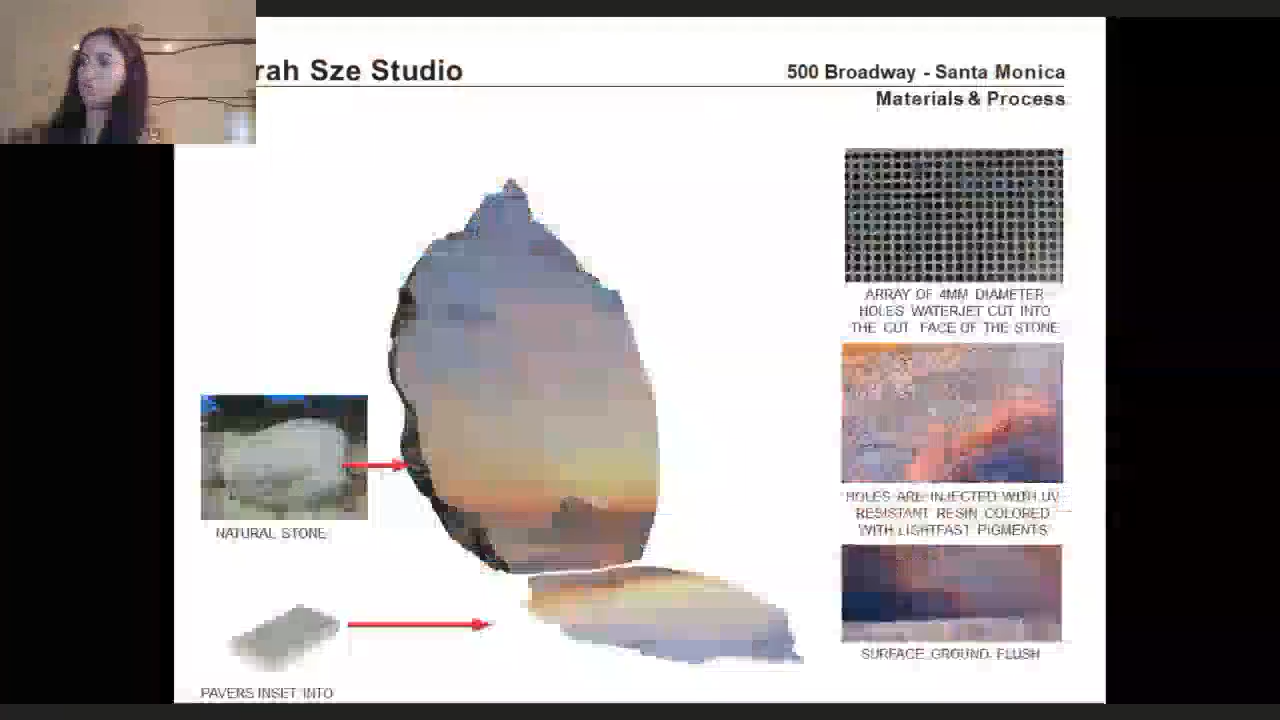 rah Sze Studio
500 Broadway - Santa Monica
Materials & Process
ARRAY OF 4MM DIAMETER
HOLES WATERJET CUT INTO
THE CUT FACE OF THE STONE
HOLES ARE INJECTED WITH UV
RESISTANT RESIN COLORED
WITH LIGHTFAST PIGMENTS
NATURAL STONE
SURFACE GROUND FLUSH
PAVERS INSET INTO